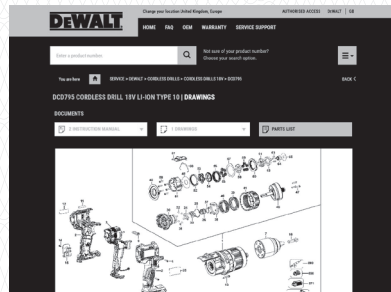 Change your location United Kingdom, Europe
AUTHORISED ACCESS DeWALT GB
DEWALT
HOME FAQ OEM WARRANTY SERVICE SUPPORT
Enter a product number.
Not sure of your product number?
Choose your search option.
You are here SERVICE > DEWALT > CORDLESS DRILLS > CORDLESS DRILLS 18V > DCD795
BACK
DCD795 CORDLESS DRILL 18V LI-ION TYPE 10 | DRAWINGS
DOCUMENTS
2 INSTRUCTION MANUAL
1 DRAWINGS
PARTS LIST